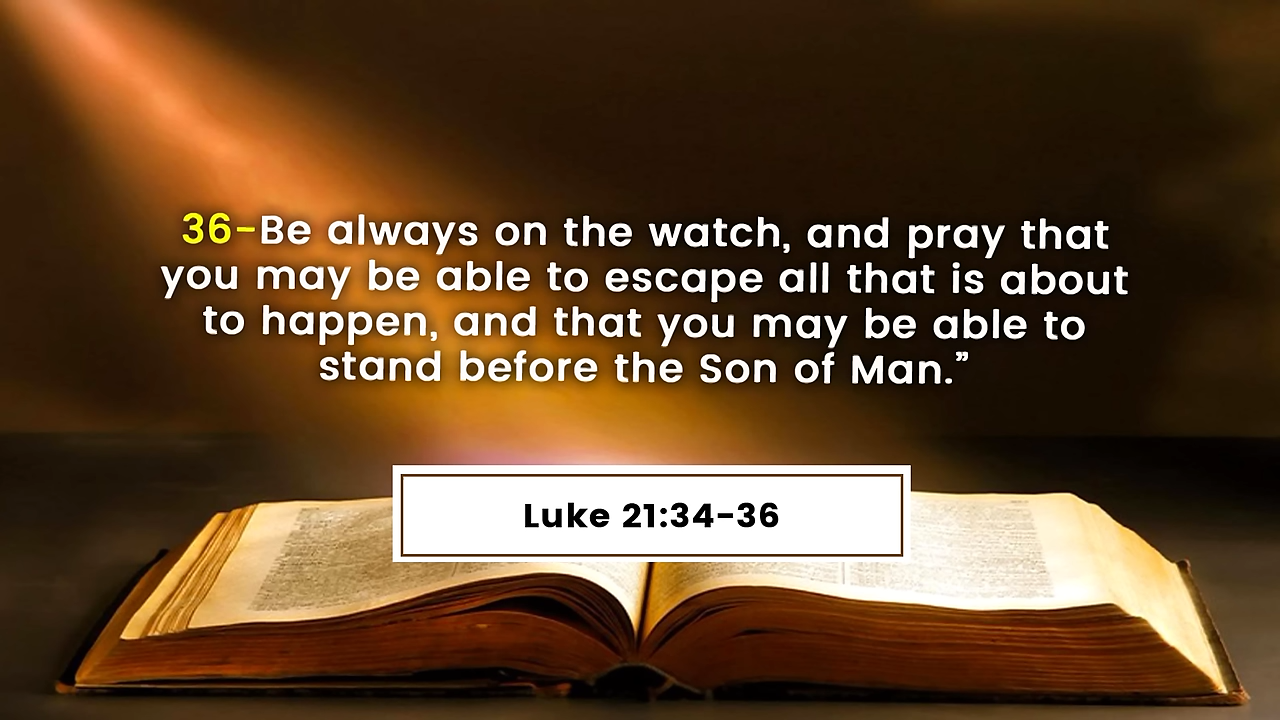 36-Be always on the watch, and pray that
you may be able to escape all that is about
to happen, and that you may be able to
stand before the Son of Man.”
Luke 21:34-36